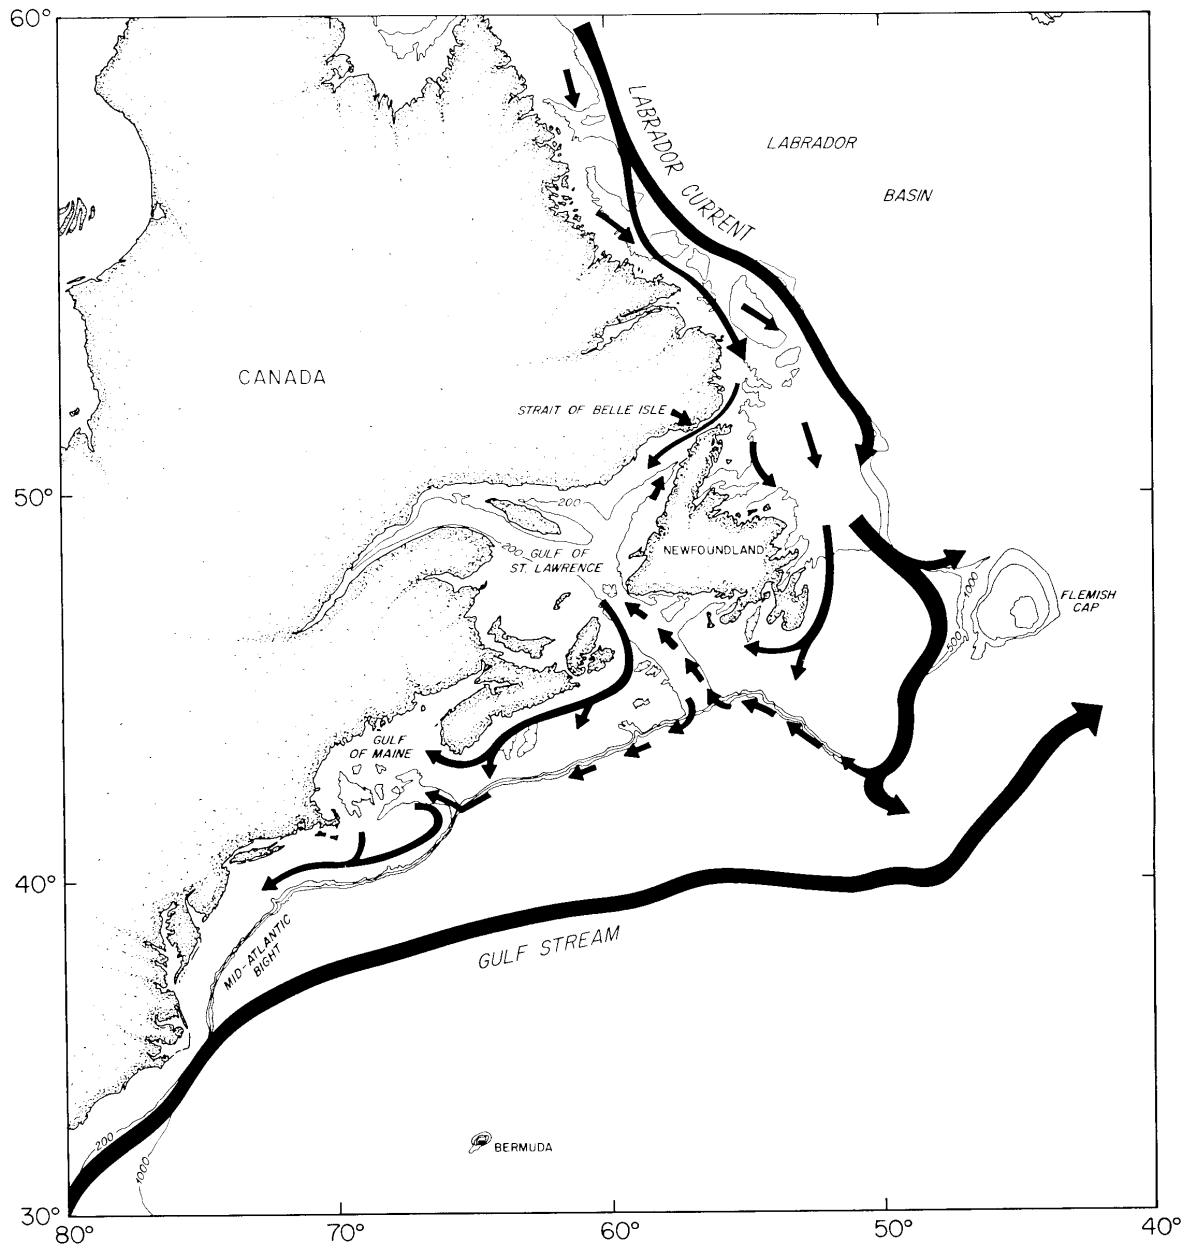 60°
LABRADOR CURRENT
LABRADOR
BASIN
CANADA
STRAIT OF BELLE ISLE
50°
200
200
GULF OF
ST. LAWRENCE
NEWFOUNDLAND
1000
FLEMISH
CAP
GULF
OF MAINE
40°
MID-ATLANTIC
BIGHT
GULF STREAM
200
1000
BERMUDA
30°
80°
70°
60°
50°
40°